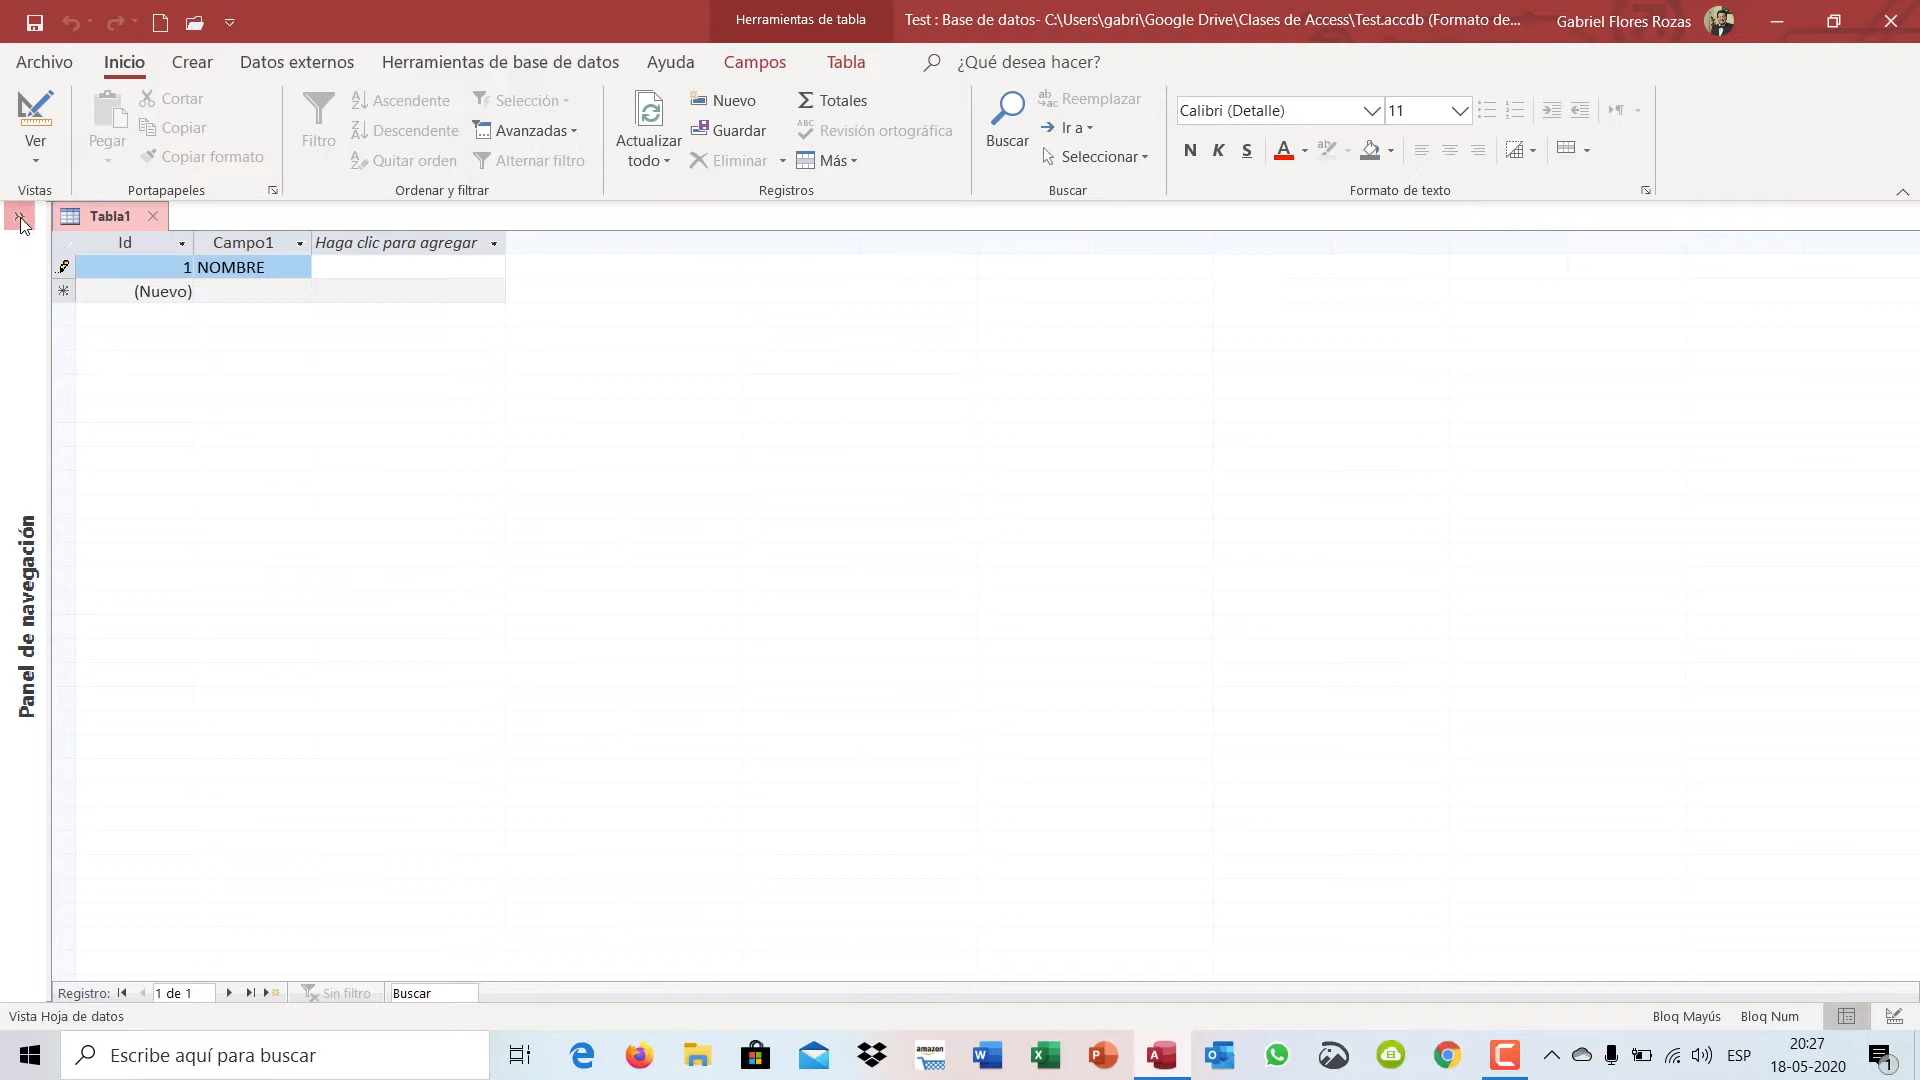 Herramientas de tabla
Test : Base de datos- C:\Users\gabri\Google Drive\Clases de Access\Test.accdb (Formato de...
Gabriel Flores Rozas
Archivo
Inicio
Crear
Datos externos
Herramientas de base de datos
Ayuda
Campos
Tabla
¿Qué desea hacer?
Ver
Vistas
Pegar
Cortar
Copiar
Copiar formato
Portapapeles
Filtro
Ascendente
Descendente
Quitar orden
Selección
Avanzadas
Alternar filtro
Ordenar y filtrar
Actualizar
todo
Nuevo
Guardar
Eliminar
Totales
Revisión ortográfica
Más
Registros
Buscar
Reemplazar
Ir a
Seleccionar
Buscar
Calibri (Detalle)
11
N K S
Formato de texto
Tabla1
Id
Campo1
Haga clic para agregar
1 NOMBRE
(Nuevo)
Panel de navegación
Registro:
1 de 1
Sin filtro
Buscar
Vista Hoja de datos
Bloq Mayús
Bloq Num
Escribe aquí para buscar
amazon
ESP
20:27
18-05-2020
1